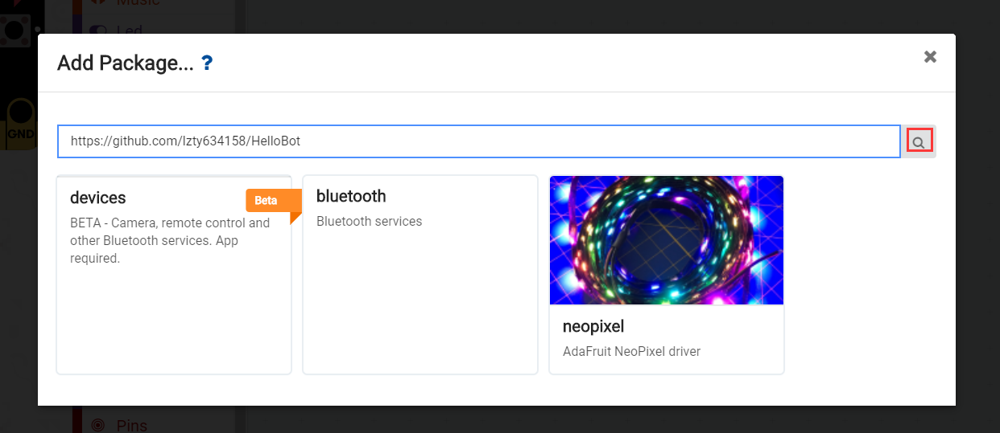 Music
Led
Add Package... ?
GND
https://github.com/lzty634158/HelloBot
devices
Beta
BETA - Camera, remote control and
other Bluetooth services. App
required.
bluetooth
Bluetooth services
neopixel
AdaFruit NeoPixel driver
Pins